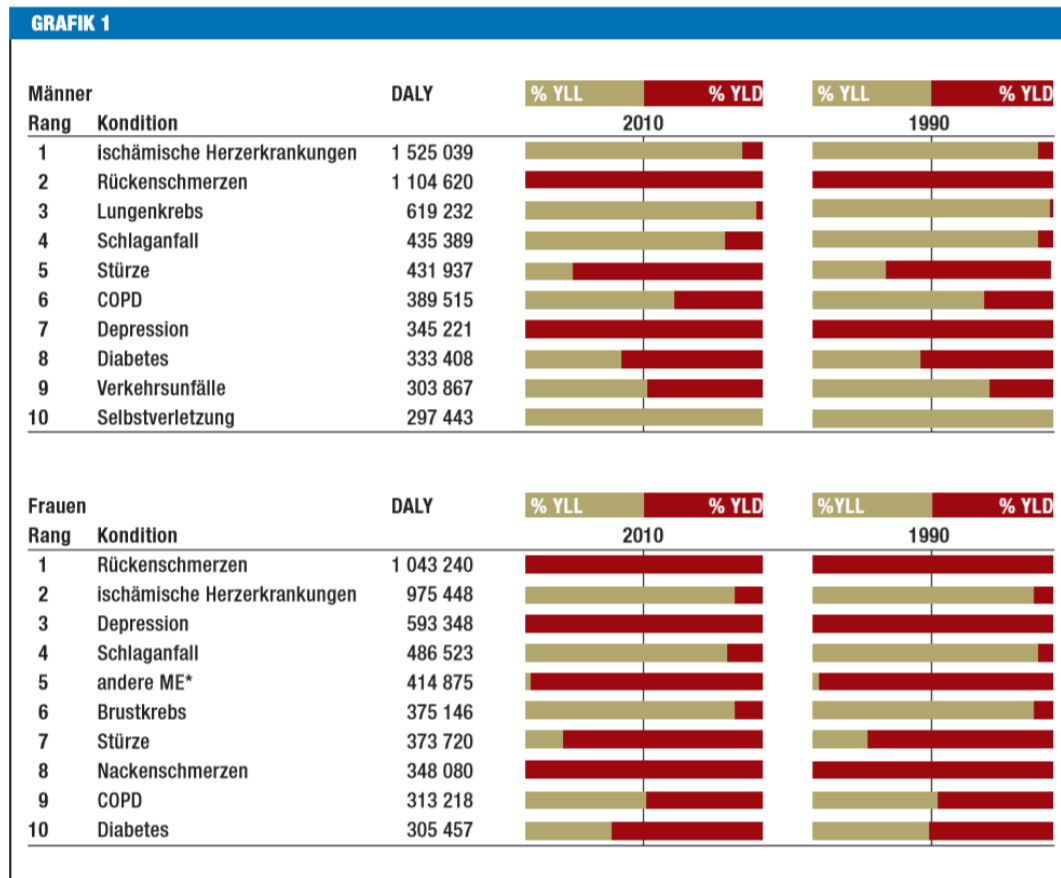 GRAFIK 1
Männer DALY % YLL % YLD % YLL % YLD
Rang Kondition 2010 1990
1 ischämische Herzerkrankungen 1 525 039
2 Rückenschmerzen 1 104 620
3 Lungenkrebs 619 232
4 Schlaganfall 435 389
5 Stürze 431 937
6 COPD 389 515
7 Depression 345 221
8 Diabetes 333 408
9 Verkehrsunfälle 303 867
10 Selbstverletzung 297 443
Frauen DALY % YLL % YLD %YLL % YLD
Rang Kondition 2010 1990
1 Rückenschmerzen 1 043 240
2 ischämische Herzerkrankungen 975 448
3 Depression 593 348
4 Schlaganfall 486 523
5 andere ME* 414 875
6 Brustkrebs 375 146
7 Stürze 373 720
8 Nackenschmerzen 348 080
9 COPD 313 218
10 Diabetes 305 457